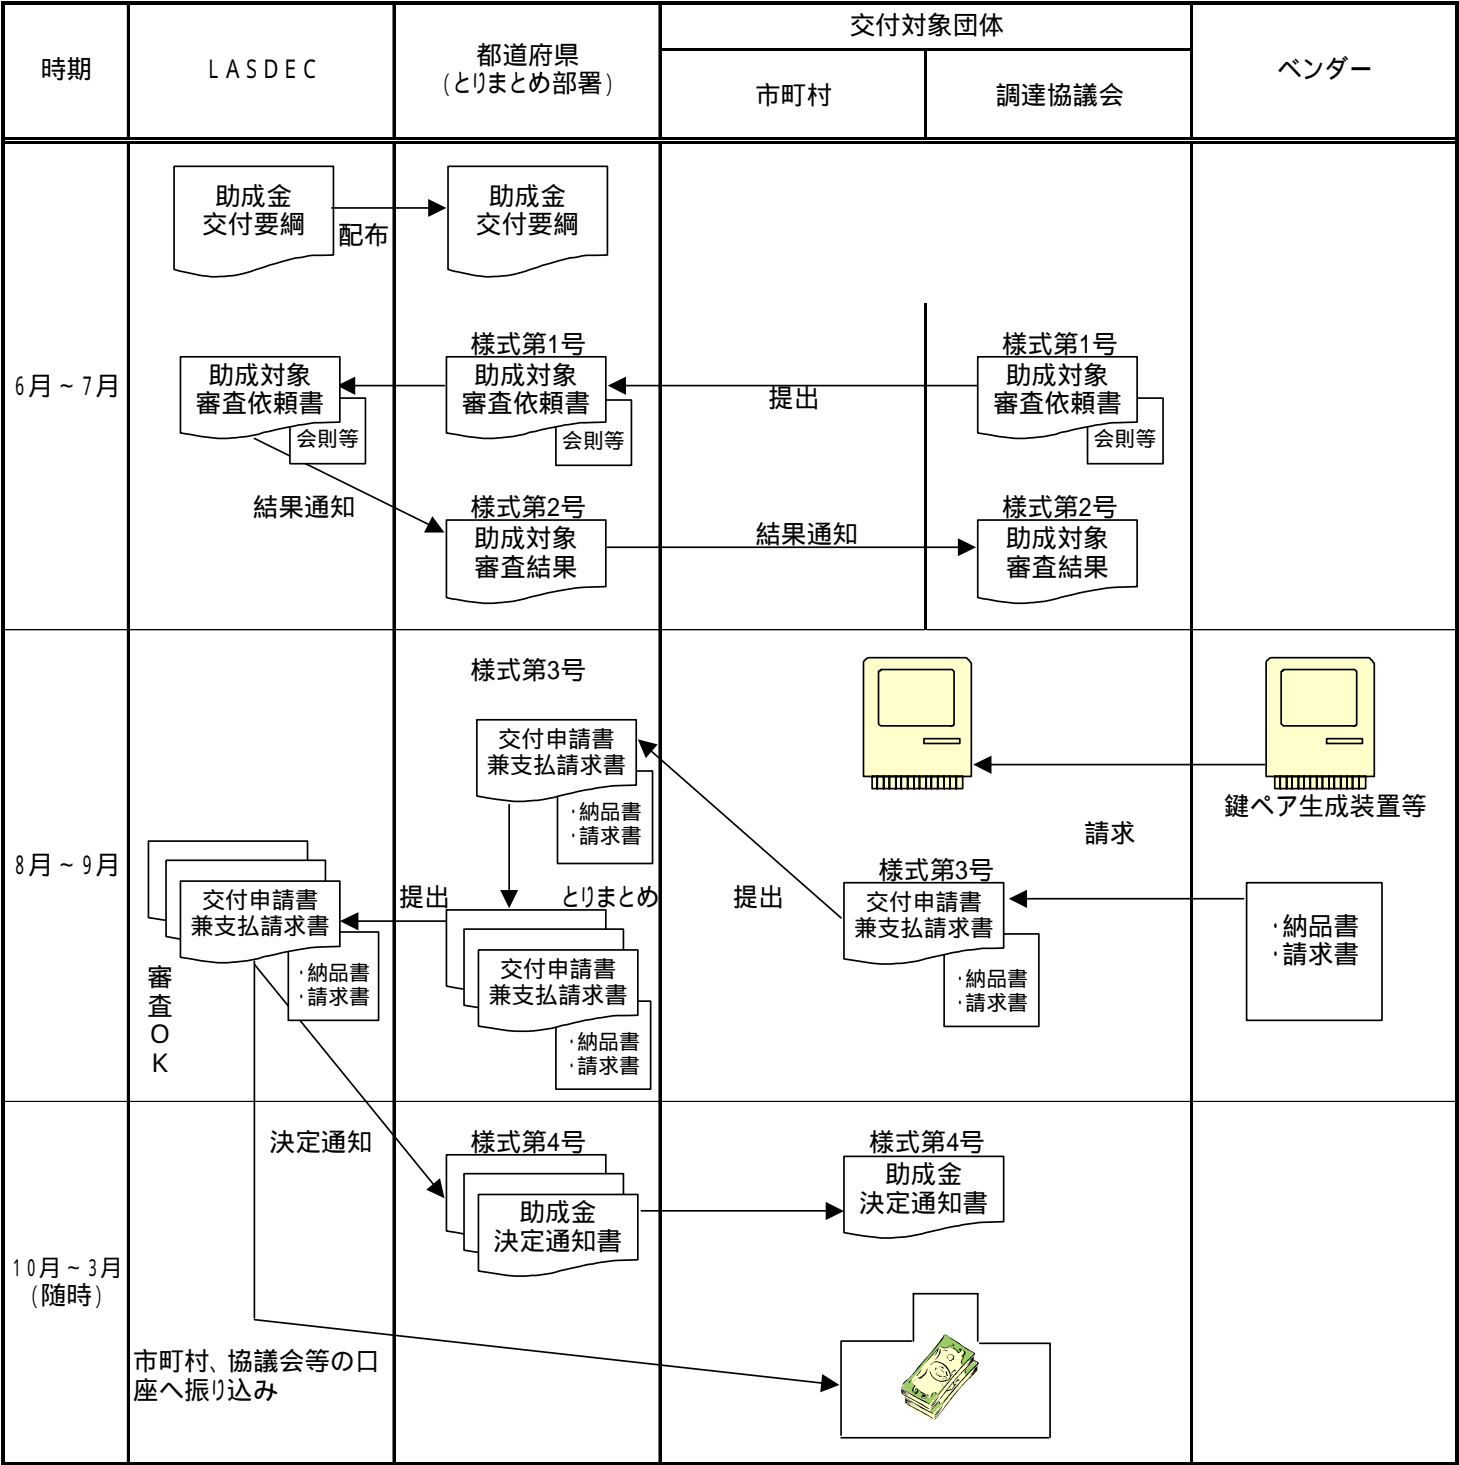 時期
LASDEC
都道府県
(とりまとめ部署)
交付対象団体
市町村
調達協議会
ベンダー
6月～7月
助成金
交付要綱
配布
助成金
交付要綱
様式第1号
助成対象
審査依頼書
会則等
様式第1号
助成対象
審査依頼書
会則等
提出
助成対象
審査依頼書
会則等
結果通知
様式第2号
助成対象
審査結果
結果通知
様式第2号
助成対象
審査結果
8月～9月
様式第3号
交付申請書
兼支払請求書
・納品書
・請求書
鍵ペア生成装置等
請求
様式第3号
交付申請書
兼支払請求書
・納品書
・請求書
・納品書
・請求書
提出
とりまとめ
提出
交付申請書
兼支払請求書
・納品書
・請求書
交付申請書
兼支払請求書
・納品書
・請求書
審査OK
10月～3月
(随時)
決定通知
様式第4号
助成金
決定通知書
様式第4号
助成金
決定通知書
市町村、協議会等の口
座へ振り込み